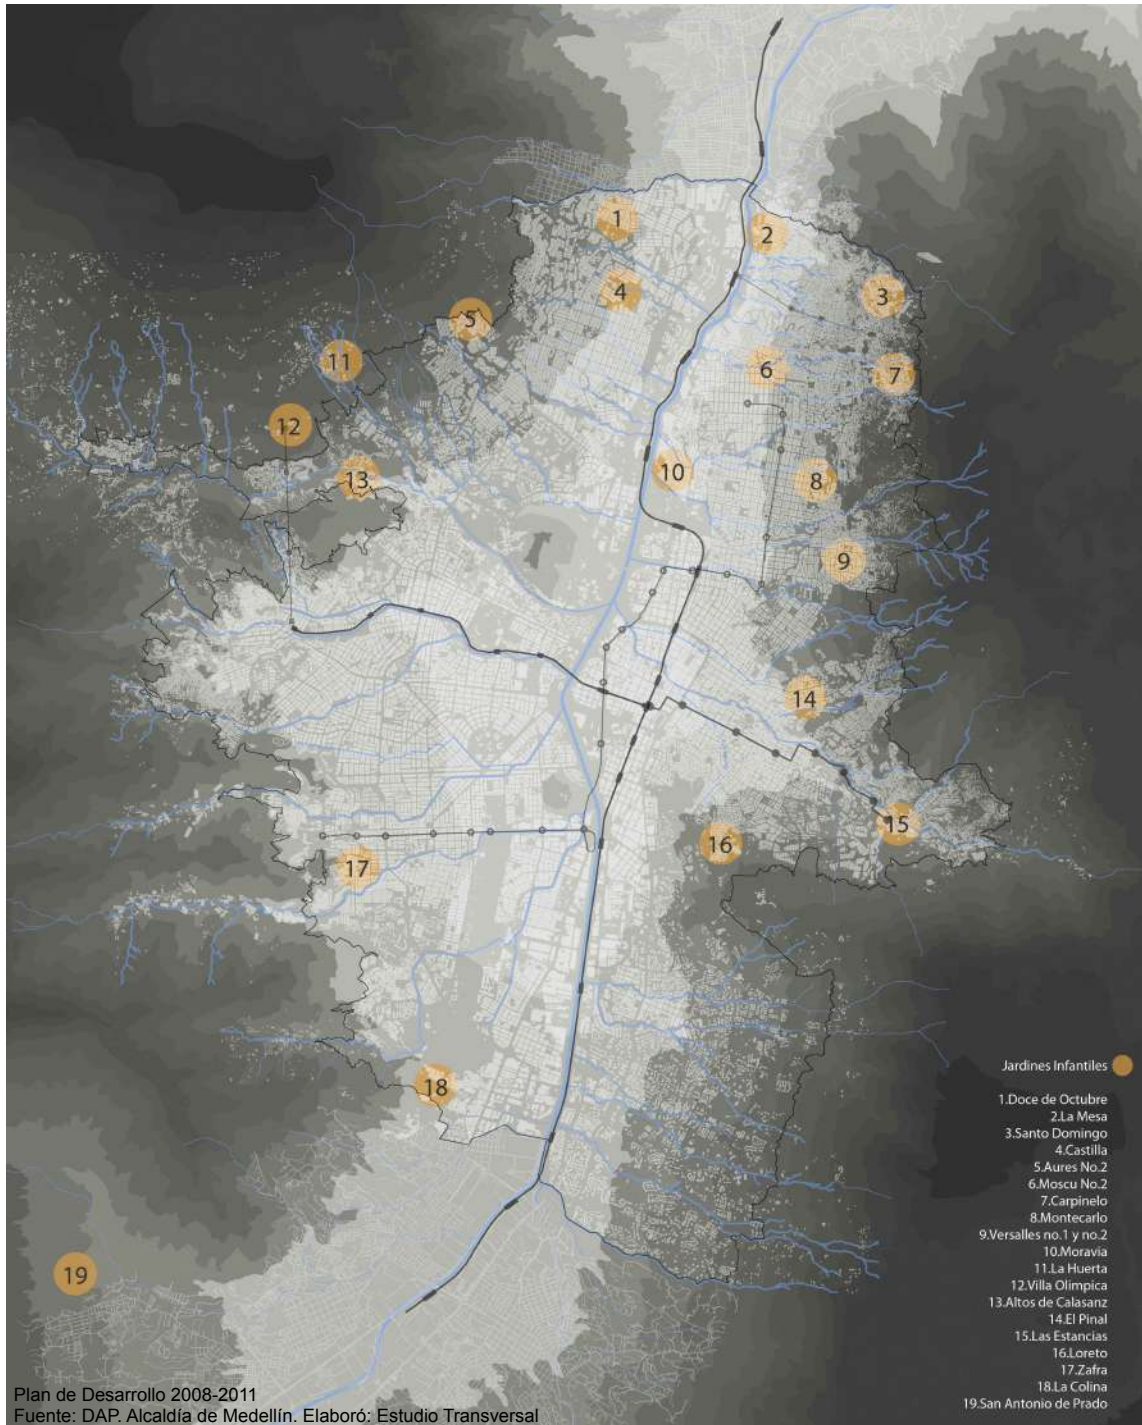 1
2
3
4
5
6
7
8
9
10
11
12
13
14
15
16
17
18
19
Jardines Infantiles
1.Doce de Octubre
2.La Mesa
3.Santo Domingo
4.Castilla
5.Aures No.2
6.Moscu No.2
7.Carpinelo
8.Montecarlo
9.Versalles no.1 y no.2
10.Moravia
11.La Huerta
12.Villa Olimpica
13.Altos de Calasanz
14.El Pinal
15.Las Estancias
16.Loreto
17.Zafra
18.La Colina
19.San Antonio de Prado
Plan de Desarrollo 2008-2011
Fuente: DAP. Alcaldía de Medellín. Elaboró: Estudio Transversal